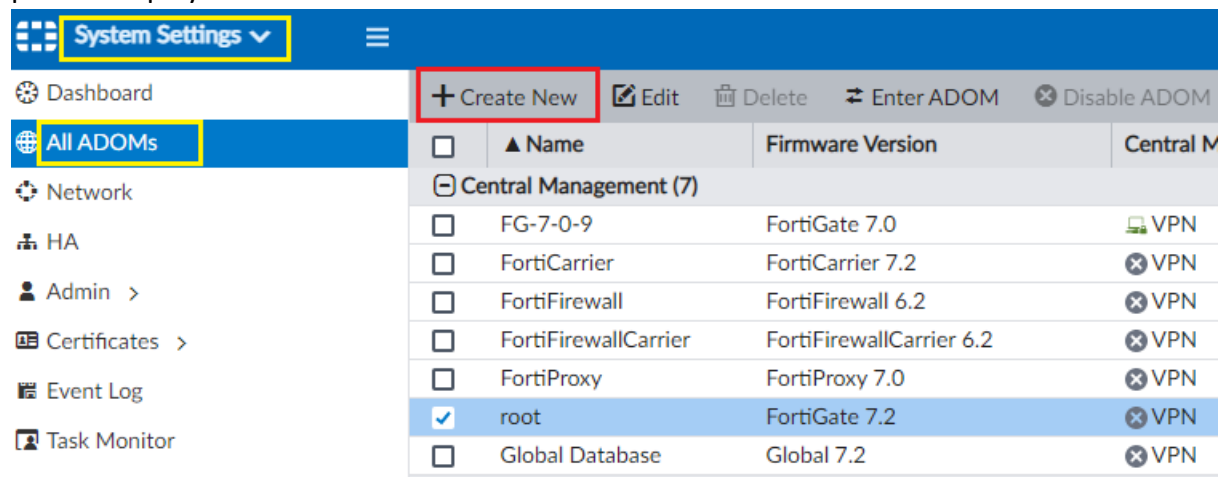 System Settings
Dashboard
All ADOMs
Network
HA
Admin >
Certificates >
Event Log
Task Monitor
+ Create New Edit Delete Enter ADOM Disable ADOM
▲ Name Firmware Version Central M
Central Management (7)
FG-7-0-9 FortiGate 7.0 VPN
FortiCarrier FortiCarrier 7.2 VPN
FortiFirewall FortiFirewall 6.2 VPN
FortiFirewallCarrier FortiFirewallCarrier 6.2 VPN
FortiProxy FortiProxy 7.0 VPN
root FortiGate 7.2 VPN
Global Database Global 7.2 VPN